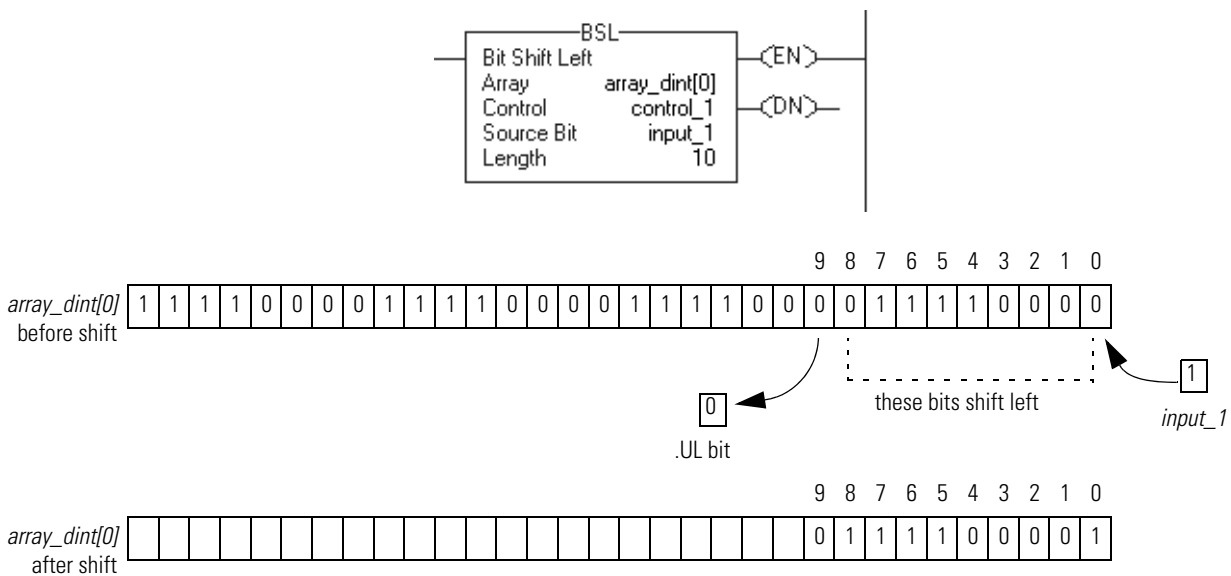 BSL
Bit Shift Left
Array array_dint[0]
Control control_1
Source Bit input_1
Length 10
EN
DN
9 8 7 6 5 4 3 2 1 0
array_dint[0]
before shift
1 1 1 1 0 0 0 0 1 1 1 1 0 0 0 0 1 1 1 1 0 0 0 0 1 1 1 1 0 0 0 0
0
.UL bit
these bits shift left
1
input_1
9 8 7 6 5 4 3 2 1 0
array_dint[0]
after shift
0 1 1 1 1 0 0 0 0 1